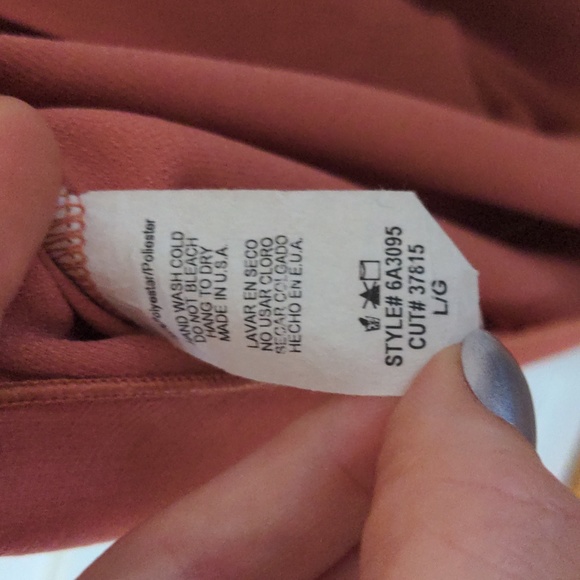 Polyester/Poliester
HAND WASH COLD
DO NOT BLEACH
HANG TO DRY
MADE IN U.S.A.
LAVAR EN SECO
NO USAR CLORO
SECAR COLGADO
HECHO EN E.U.A.
STYLE# 6A3095
CUT# 37815
L/G